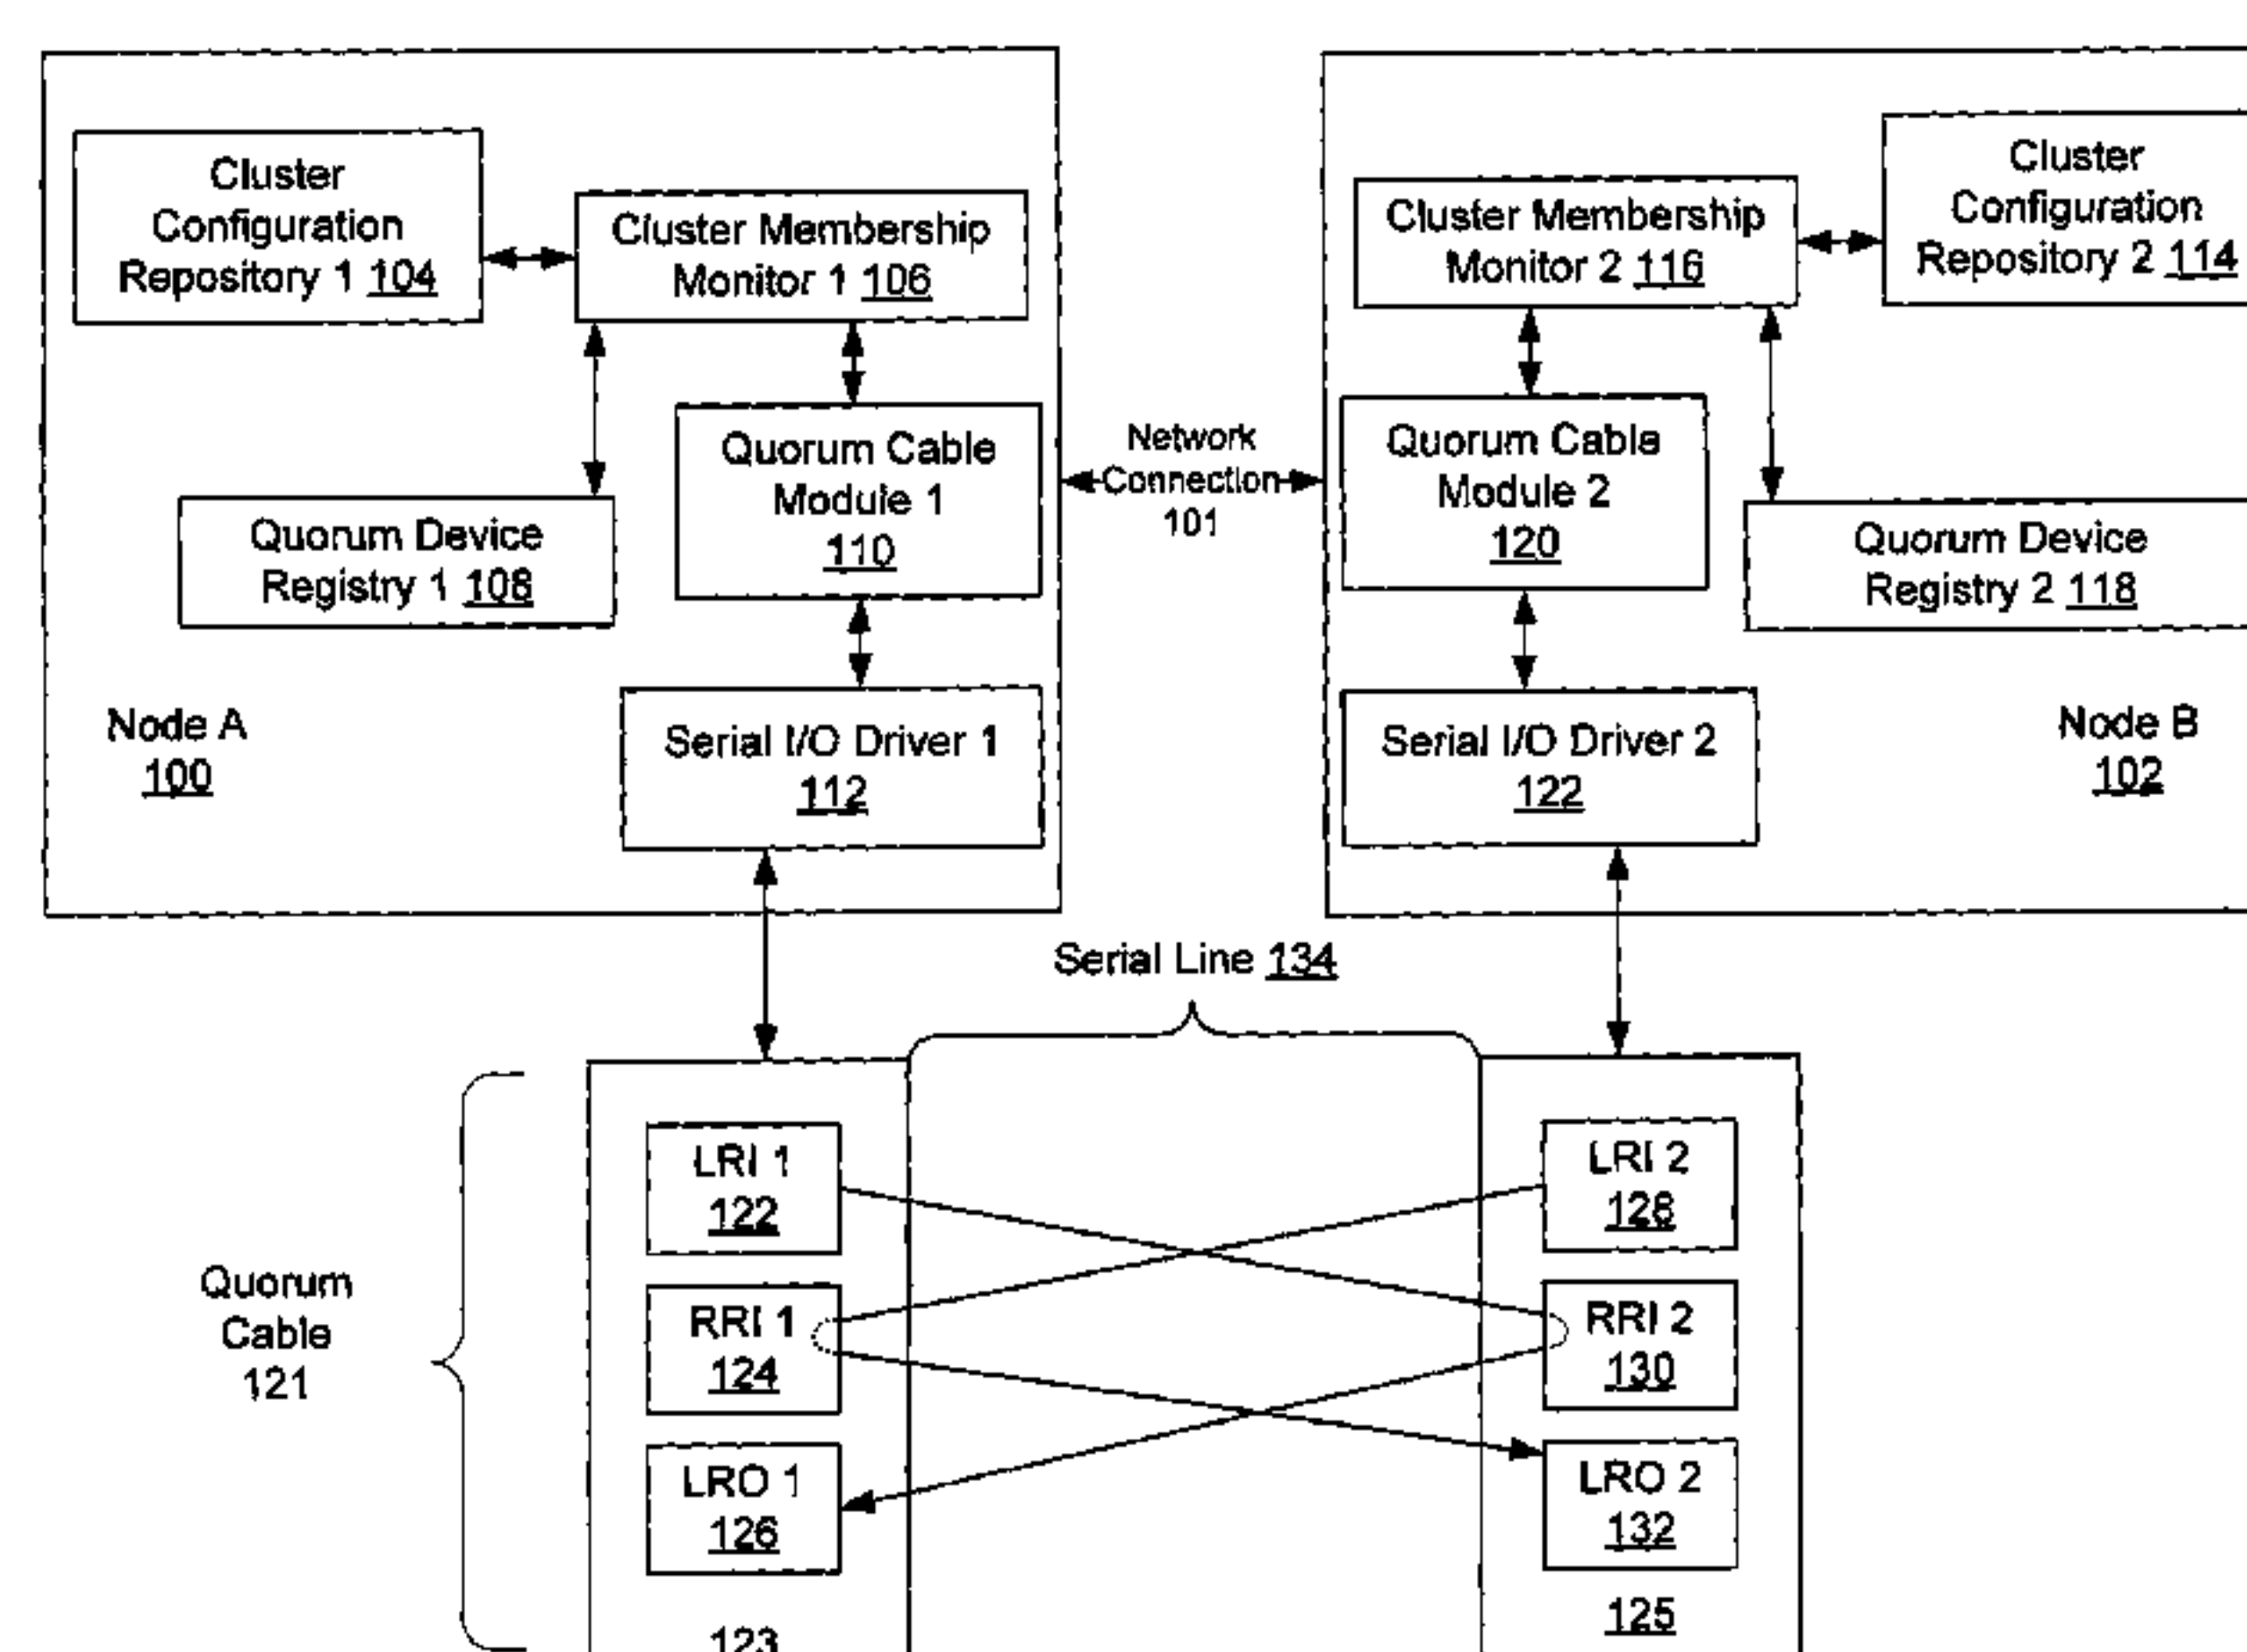 Cluster
Configuration
Repository 1 104
Cluster Membership
Monitor 1 106
Quorum Device
Registry 1 108
Quorum Cable
Module 1
110
Serial I/O Driver 1
112
Node A
100
Network
Connection
101
Cluster Membership
Monitor 2 116
Cluster
Configuration
Repository 2 114
Quorum Cable
Module 2
120
Quorum Device
Registry 2 118
Serial I/O Driver 2
122
Node B
102
Serial Line 134
Quorum
Cable
121
LRI 1
122
RRI 1
124
LRO 1
126
123
LRI 2
128
RRI 2
130
LRO 2
132
125